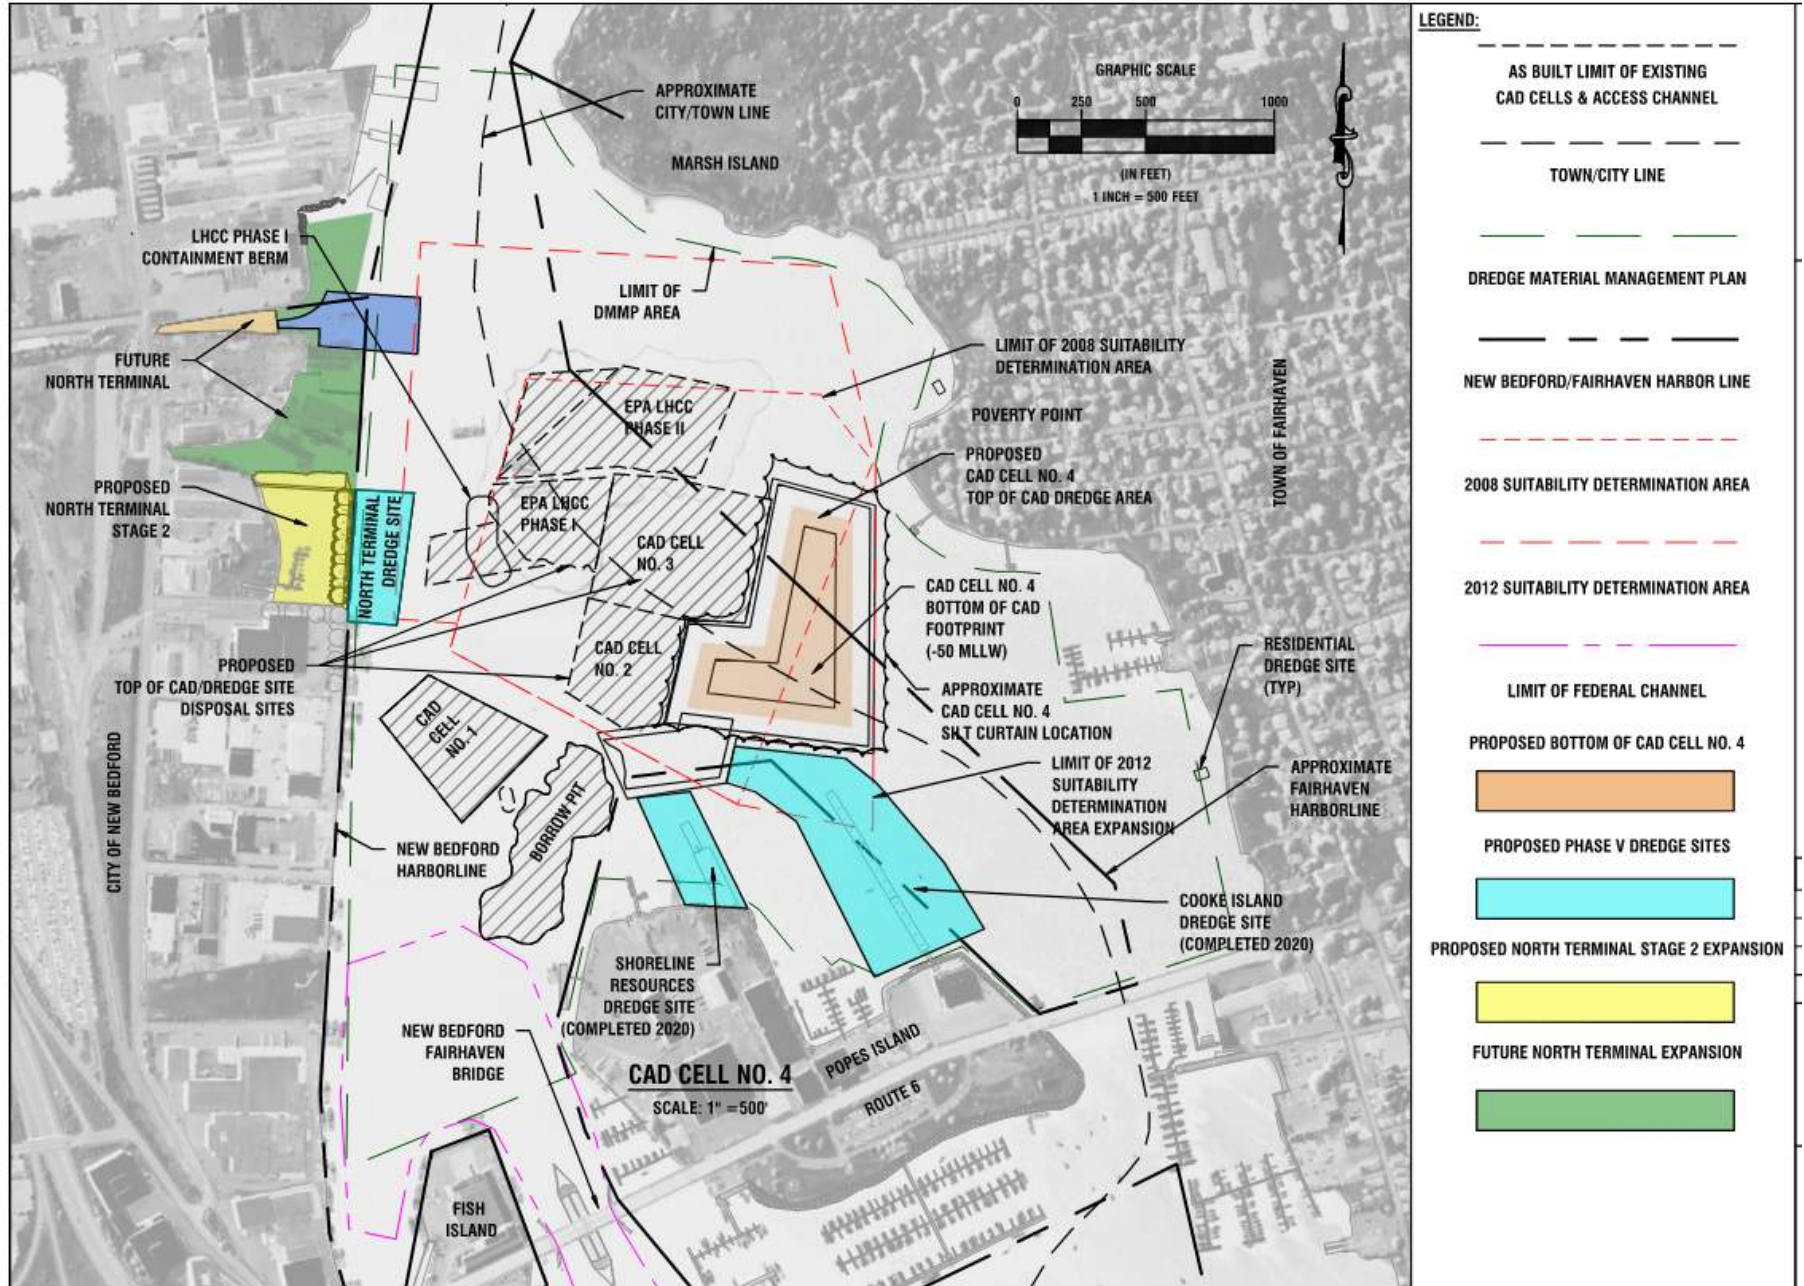 APPROXIMATE
CITY/TOWN LINE
MARSH ISLAND
GRAPHIC SCALE
0 250 500 1000
(IN FEET)
1 INCH = 500 FEET
LHCC PHASE I
CONTAINMENT BERM
LIMIT OF
DMMP AREA
FUTURE
NORTH TERMINAL
LIMIT OF 2008 SUITABILITY
DETERMINATION AREA
EPA LHCC
PHASE II
POVERTY POINT
TOWN OF FAIRHAVEN
PROPOSED
CAD CELL NO. 4
TOP OF CAD DREDGE AREA
PROPOSED
NORTH TERMINAL
STAGE 2
NORTH TERMINAL
DREDGE SITE
EPA LHCC
PHASE I
CAD CELL
NO. 3
CAD CELL NO. 4
BOTTOM OF CAD
FOOTPRINT
(-50 MLLW)
CAD CELL
NO. 2
RESIDENTIAL
DREDGE SITE
(TYP)
PROPOSED
TOP OF CAD/DREDGE SITE
DISPOSAL SITES
APPROXIMATE
CAD CELL NO. 4
SILT CURTAIN LOCATION
CAD
CELL
NO. 1
CITY OF NEW BEDFORD
LIMIT OF 2012
SUITABILITY
DETERMINATION
AREA EXPANSION
APPROXIMATE
FAIRHAVEN
HARBORLINE
BORROW PIT
NEW BEDFORD
HARBORLINE
COOKE ISLAND
DREDGE SITE
(COMPLETED 2020)
SHORELINE
RESOURCES
DREDGE SITE
(COMPLETED 2020)
NEW BEDFORD
FAIRHAVEN
BRIDGE
POPES ISLAND
ROUTE 6
CAD CELL NO. 4
SCALE: 1" =500'
FISH
ISLAND
LEGEND:
AS BUILT LIMIT OF EXISTING
CAD CELLS & ACCESS CHANNEL
TOWN/CITY LINE
DREDGE MATERIAL MANAGEMENT PLAN
NEW BEDFORD/FAIRHAVEN HARBOR LINE
2008 SUITABILITY DETERMINATION AREA
2012 SUITABILITY DETERMINATION AREA
LIMIT OF FEDERAL CHANNEL
PROPOSED BOTTOM OF CAD CELL NO. 4
PROPOSED PHASE V DREDGE SITES
PROPOSED NORTH TERMINAL STAGE 2 EXPANSION
FUTURE NORTH TERMINAL EXPANSION